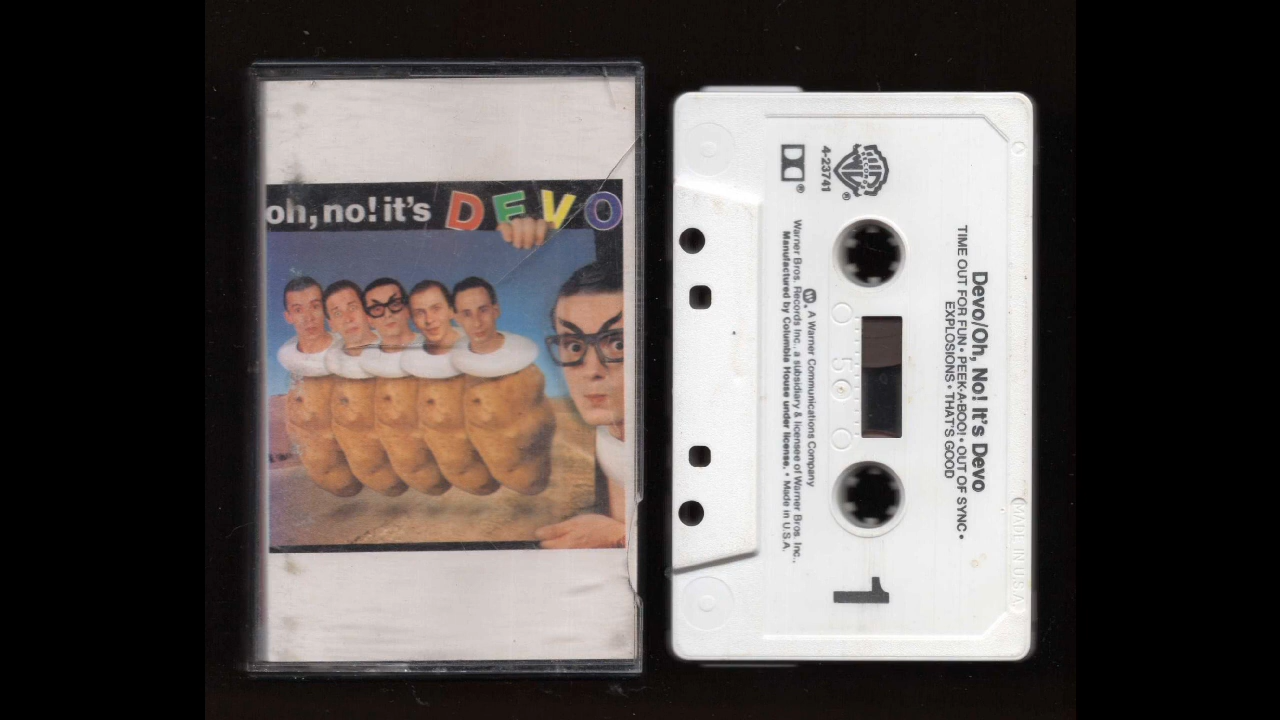 oh, no! it's DEVO
Devo/Oh, No! It's Devo
TIME OUT FOR FUN • PEEK-A-BOO! • OUT OF SYNC •
EXPLOSIONS • THAT'S GOOD
RECORDS
®
4-23741
®
A Warner Communications Company
Warner Bros. Records Inc., a subsidiary & licensee of Warner Bros. Inc.,
Manufactured by Columbia House under license. • Made in U.S.A.
50
1
MADE IN U.S.A